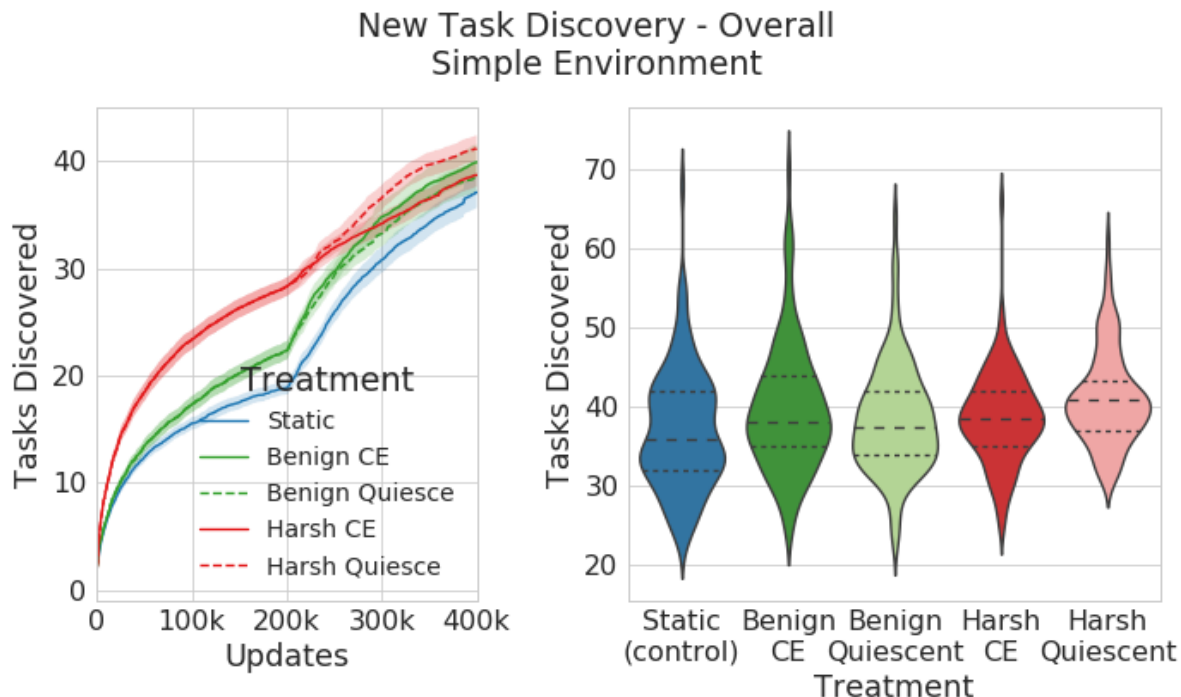 New Task Discovery - Overall
Simple Environment
Tasks Discovered
40
30
20
10
0
Treatment
Static
Benign CE
Benign Quiesce
Harsh CE
Harsh Quiesce
0 100k 200k 300k 400k
Updates
Tasks Discovered
70
60
50
40
30
20
Static Benign Benign Harsh Harsh
(control) CE Quiescent CE Quiescent
Treatment